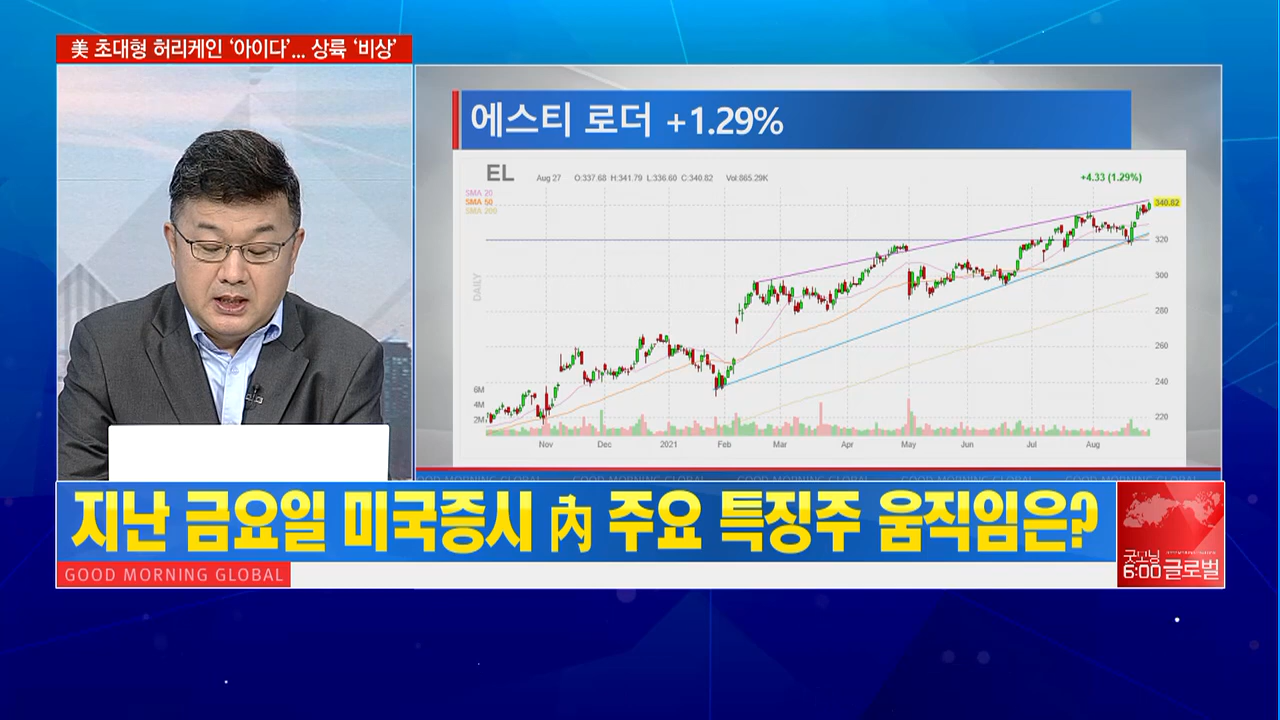 美 초대형 허리케인 ‘아이다’... 상륙 ‘비상’
에스티 로더 +1.29%
EL Aug 27 O:337.68 H:341.79 L:336.60 C:340.82 Vol:865.29K +4.33 (1.29%)
SMA 20
SMA 50
SMA 200
340.82
320
300
280
260
240
220
DAILY
6M
4M
2M
Nov Dec 2021 Feb Mar Apr May Jun Jul Aug
지난 금요일 미국증시 內 주요 특징주 움직임은?
GOOD MORNING GLOBAL
굿모닝
6:00 글로벌